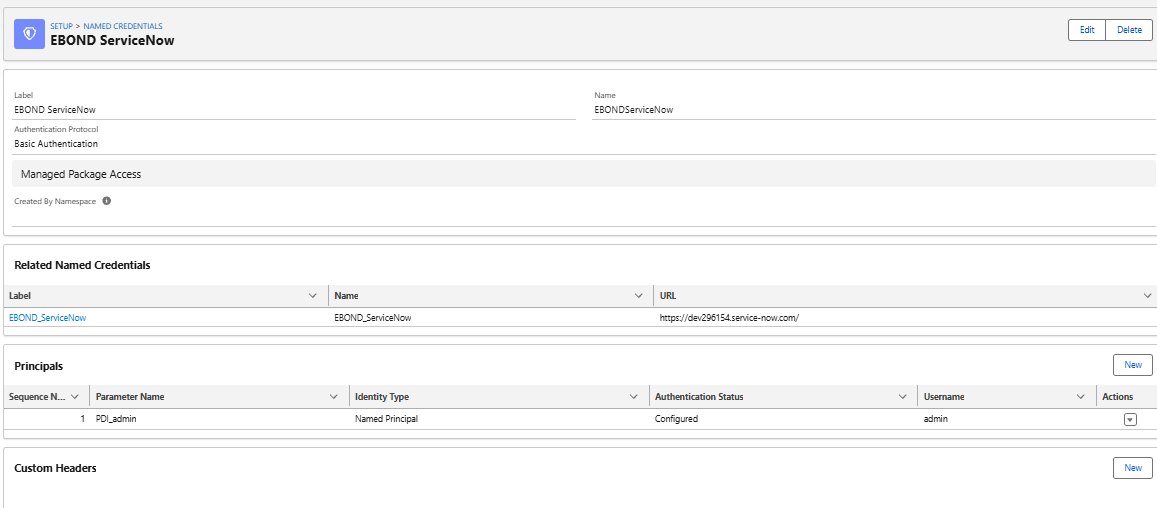 SETUP > NAMED CREDENTIALS
EBOND ServiceNow
Edit Delete
Label Name
EBOND ServiceNow EBONDServiceNow
Authentication Protocol
Basic Authentication
Managed Package Access
Created By Namespace
Related Named Credentials
Label Name URL
EBOND_ServiceNow EBOND_ServiceNow https://dev296154.service-now.com/
Principals New
Sequence N... Parameter Name Identity Type Authentication Status Username Actions
1 PDI_admin Named Principal Configured admin
Custom Headers New